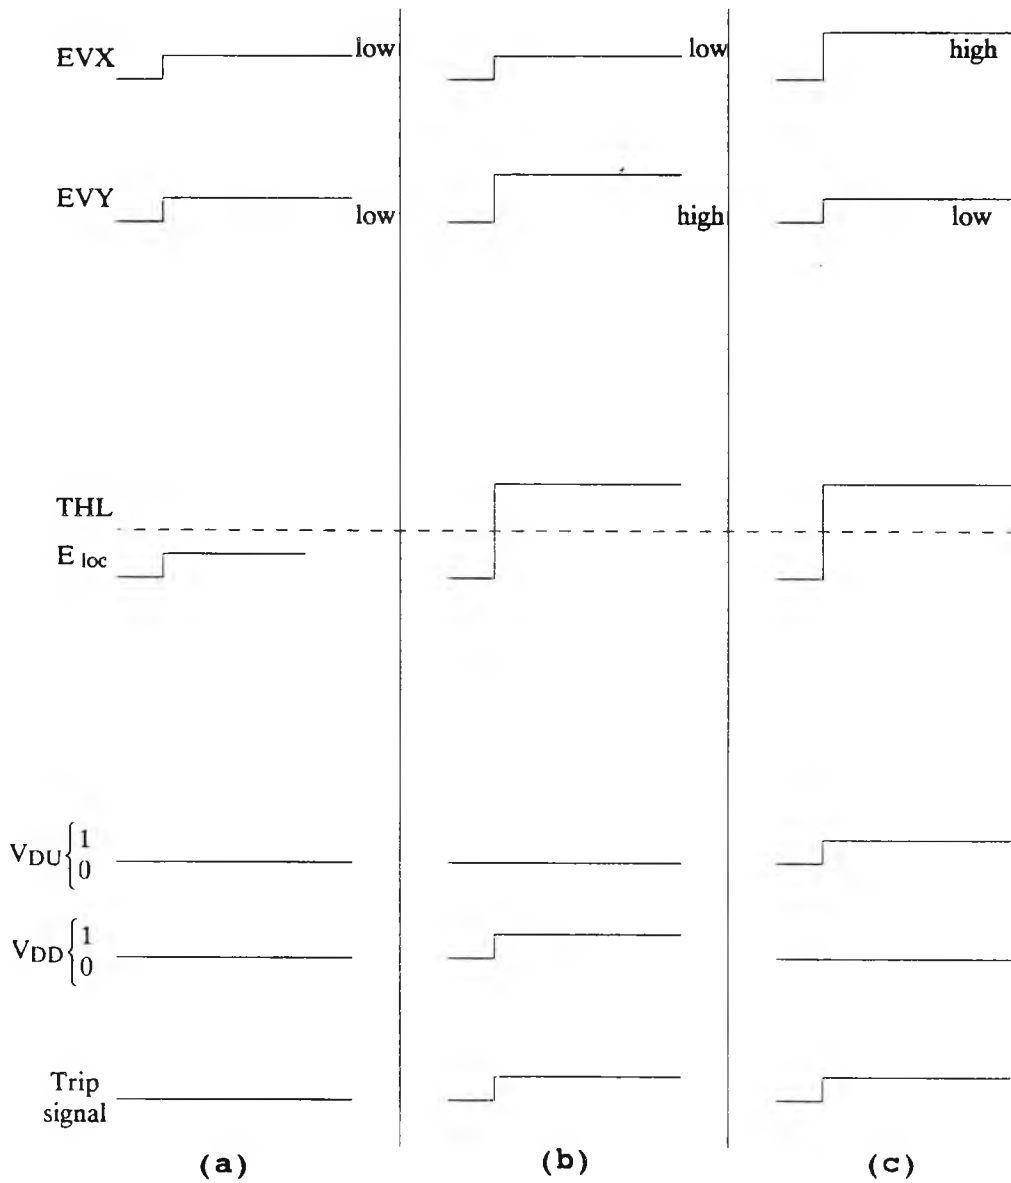 EVX low low high
EVY low high low
THL
E loc
VDU { 1
0
VDD { 1
0
Trip
signal
(a) (b) (c)